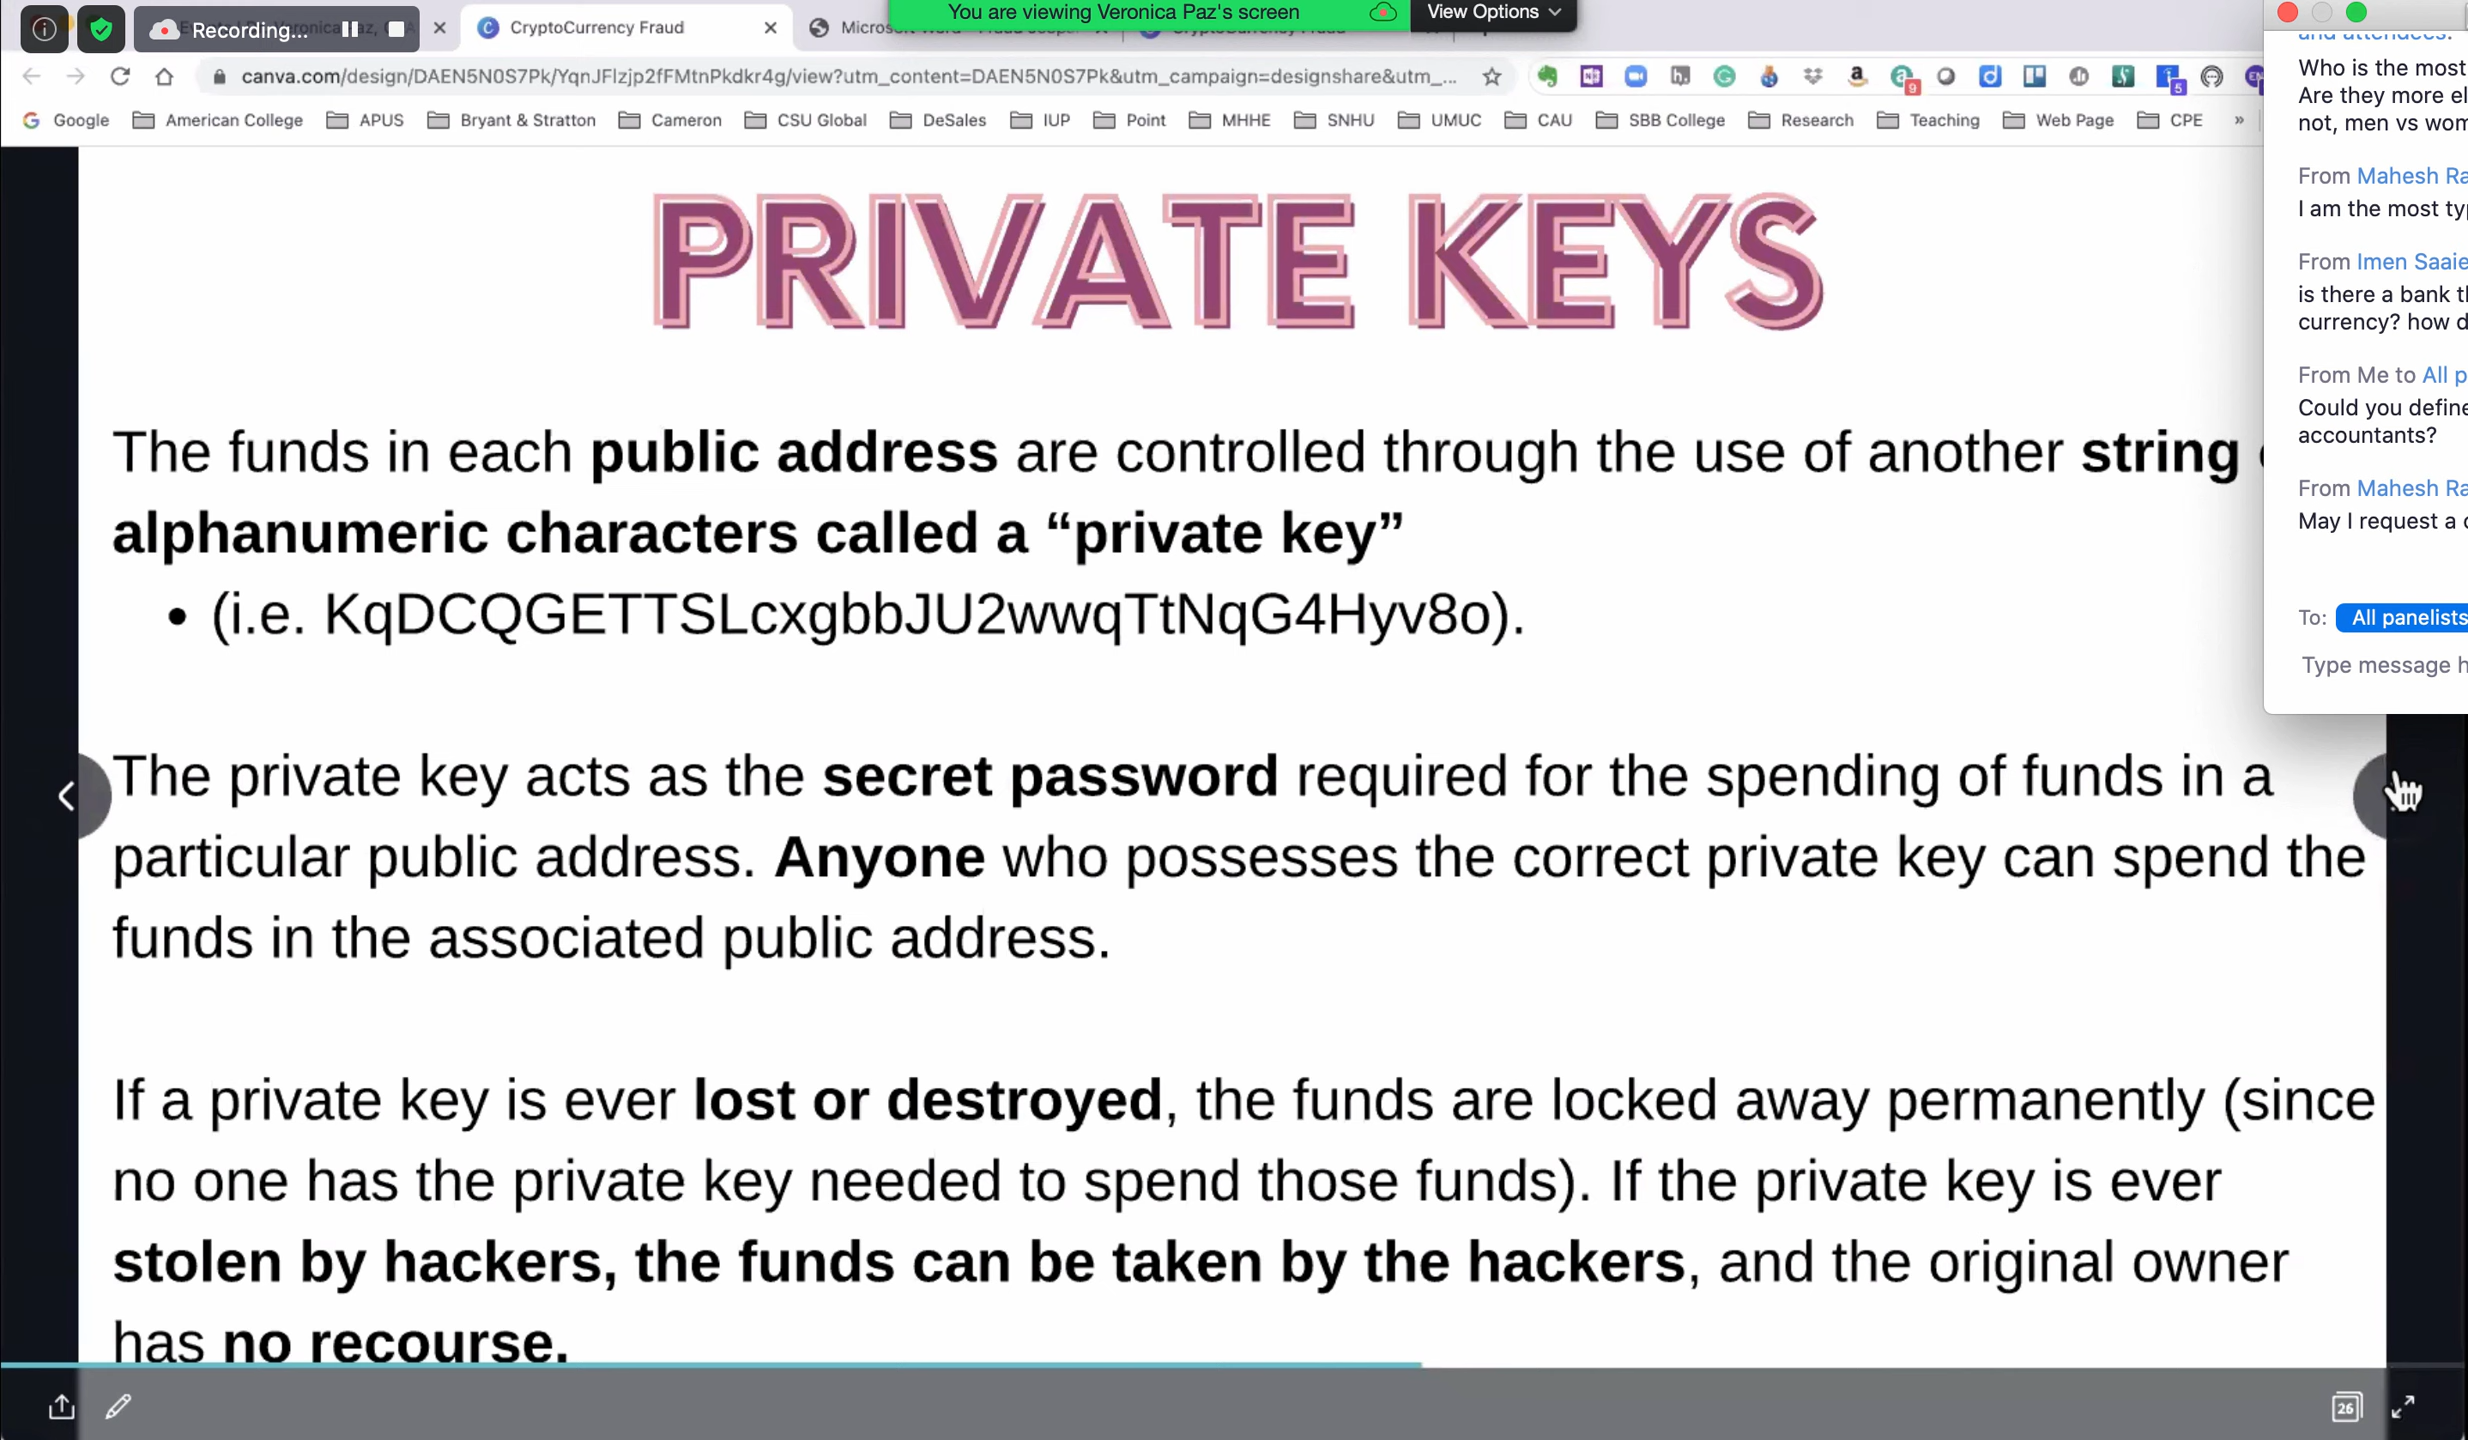 Recording...
CryptoCurrency Fraud
You are viewing Veronica Paz's screen
View Options
canva.com/design/DAEN5N0S7Pk/YqnJFlzjp2fFMtnPkdkr4g/view?utm_content=DAEN5N0S7Pk&utm_campaign=designshare&utm_...
Google American College APUS Bryant & Stratton Cameron CSU Global DeSales IUP Point MHHE SNHU UMUC CAU SBB College Research Teaching Web Page CPE »
PRIVATE KEYS
The funds in each public address are controlled through the use of another string
alphanumeric characters called a “private key”
• (i.e. KqDCQGETTSLcxgbbJU2wwqTtNqG4Hyv8o).
The private key acts as the secret password required for the spending of funds in a
particular public address. Anyone who possesses the correct private key can spend the
funds in the associated public address.
If a private key is ever lost or destroyed, the funds are locked away permanently (since
no one has the private key needed to spend those funds). If the private key is ever
stolen by hackers, the funds can be taken by the hackers, and the original owner
has no recourse.
26
and attendees.
Who is the most
Are they more
not, men vs
From Mahesh
I am the most
From Imen
is there a bank
currency? how
From Me to All
Could you define
accountants?
From Mahesh
May I request a
To: All panelists
Type message